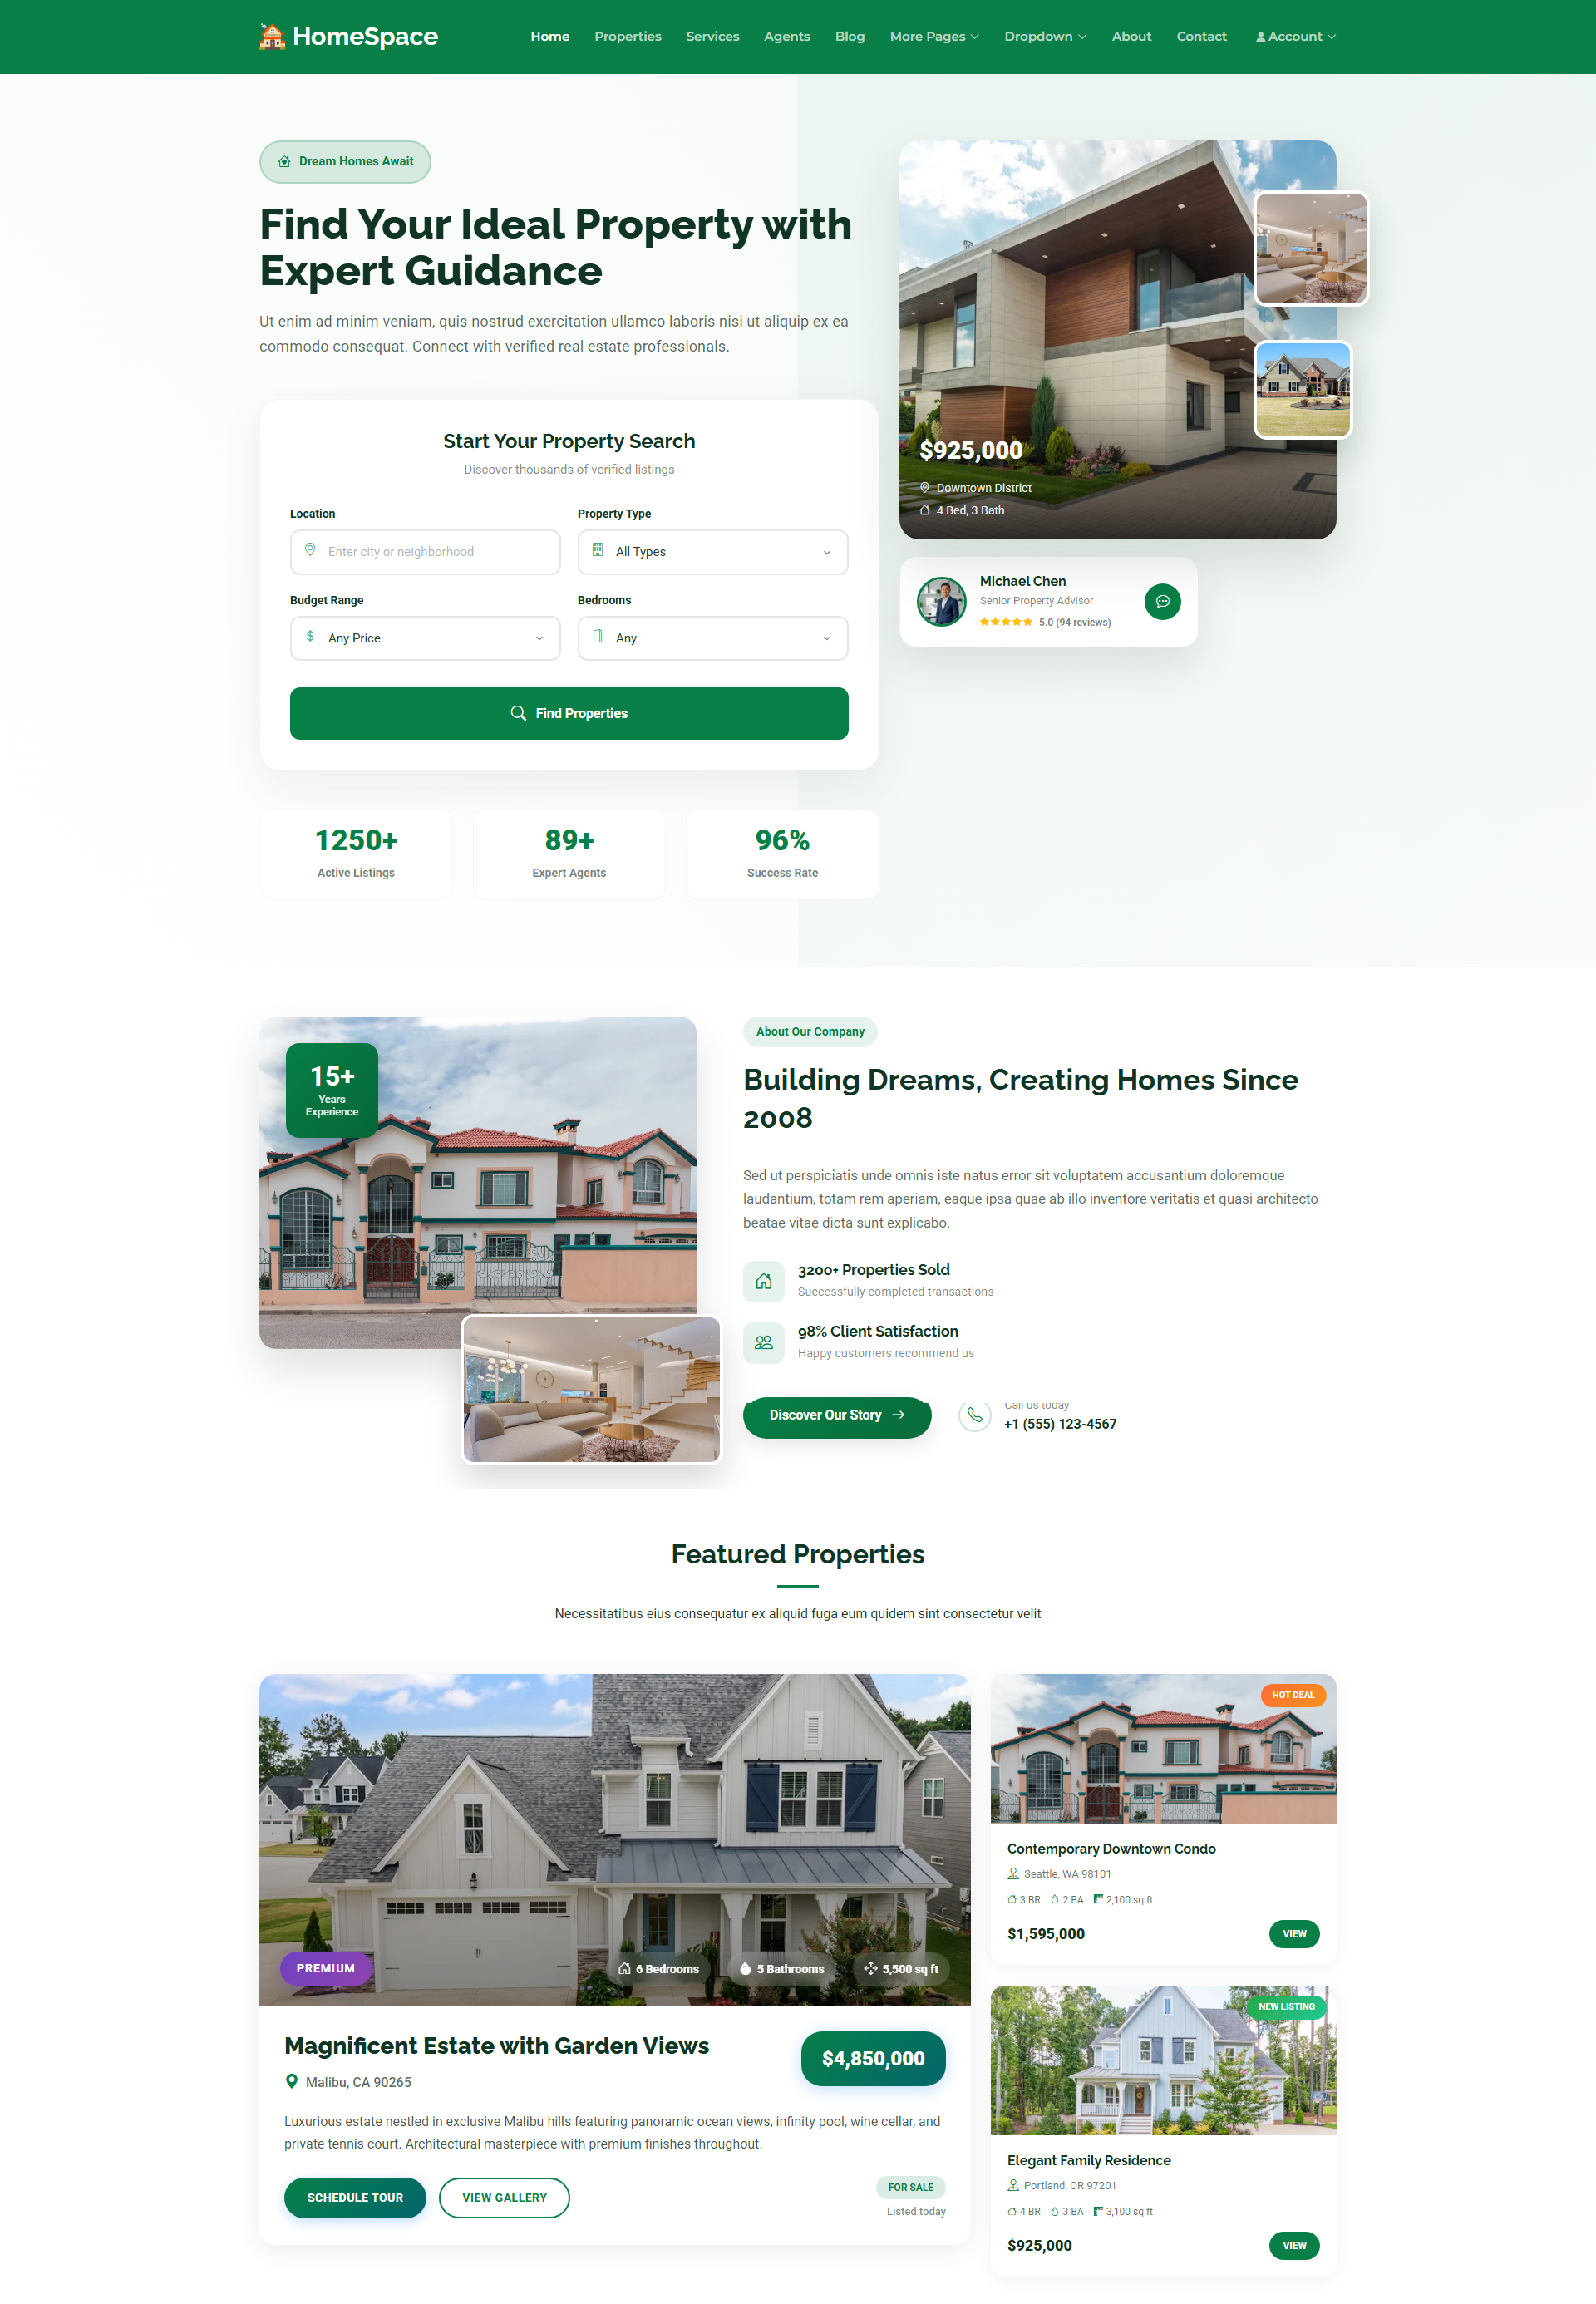 HomeSpace
Home
Properties
Services
Agents
Blog
More Pages
Dropdown
About
Contact
Account
Dream Homes Await
Find Your Ideal Property with
Expert Guidance
Ut enim ad minim veniam, quis nostrud exercitation ullamco laboris nisi ut aliquip ex ea
commodo consequat. Connect with verified real estate professionals.
Start Your Property Search
Discover thousands of verified listings
Location
Property Type
Enter city or neighborhood
All Types
Budget Range
Bedrooms
Any Price
Any
Find Properties
1250+
Active Listings
89+
Expert Agents
96%
Success Rate
$925,000
Downtown District
4 Bed, 3 Bath
Michael Chen
Senior Property Advisor
5.0 (94 reviews)
15+
Years
Experience
About Our Company
Building Dreams, Creating Homes Since
2008
Sed ut perspiciatis unde omnis iste natus error sit voluptatem accusantium doloremque
laudantium, totam rem aperiam, eaque ipsa quae ab illo inventore veritatis et quasi architecto
beatae vitae dicta sunt explicabo.
3200+ Properties Sold
Successfully completed transactions
98% Client Satisfaction
Happy customers recommend us
Discover Our Story
Call us today
+1 (555) 123-4567
Featured Properties
Necessitatibus eius consequatur ex aliquid fuga eum quidem sint consectetur velit
PREMIUM
6 Bedrooms
5 Bathrooms
5,500 sq ft
Magnificent Estate with Garden Views
Malibu, CA 90265
$4,850,000
Luxurious estate nestled in exclusive Malibu hills featuring panoramic ocean views, infinity pool, wine cellar, and
private tennis court. Architectural masterpiece with premium finishes throughout.
SCHEDULE TOUR
VIEW GALLERY
FOR SALE
Listed today
HOT DEAL
Contemporary Downtown Condo
Seattle, WA 98101
3 BR
2 BA
2,100 sq ft
$1,595,000
VIEW
NEW LISTING
Elegant Family Residence
Portland, OR 97201
4 BR
3 BA
3,100 sq ft
$925,000
VIEW